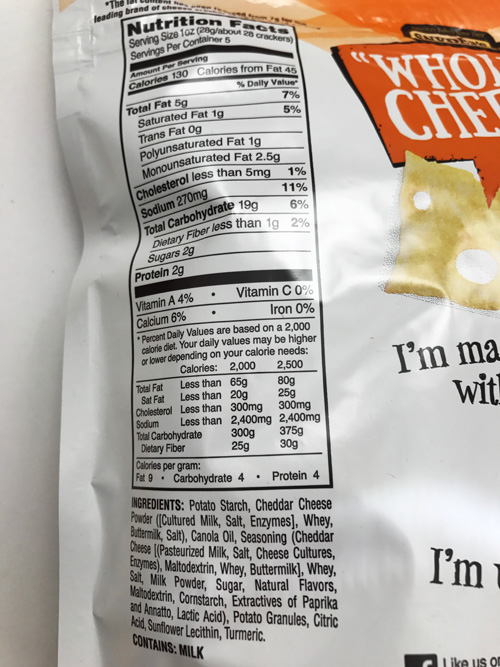 *The fat content
leading brand of cheese
Nutrition Facts
Serving Size 1oz (28g/about 28 crackers)
Servings Per Container 5
Amount Per Serving
Calories 130 Calories from Fat 45
% Daily Value*
Total Fat 5g 7%
Saturated Fat 1g 5%
Trans Fat 0g
Polyunsaturated Fat 1g
Monounsaturated Fat 2.5g
Cholesterol less than 5mg 1%
Sodium 270mg 11%
Total Carbohydrate 19g 6%
Dietary Fiber less than 1g 2%
Sugars 2g
Protein 2g
Vitamin A 4% • Vitamin C 0%
Calcium 6% • Iron 0%
* Percent Daily Values are based on a 2,000
calorie diet. Your daily values may be higher
or lower depending on your calorie needs:
Calories: 2,000 2,500
Total Fat Less than 65g 80g
Sat Fat Less than 20g 25g
Cholesterol Less than 300mg 300mg
Sodium Less than 2,400mg 2,400mg
Total Carbohydrate 300g 375g
Dietary Fiber 25g 30g
Calories per gram:
Fat 9 • Carbohydrate 4 • Protein 4
INGREDIENTS: Potato Starch, Cheddar Cheese
Powder ([Cultured Milk, Salt, Enzymes], Whey,
Buttermilk, Salt), Canola Oil, Seasoning (Cheddar
Cheese [(Pasteurized Milk, Salt, Cheese Cultures,
Enzymes), Maltodextrin, Whey, Buttermilk], Whey,
Salt, Milk Powder, Sugar, Natural Flavors,
Maltodextrin, Cornstarch, Extractives of Paprika
and Annatto, Lactic Acid), Potato Granules, Citric
Acid, Sunflower Lecithin, Turmeric.
CONTAINS: MILK
"WHOL
CHE
I'm ma
wit
I'm
Like us o